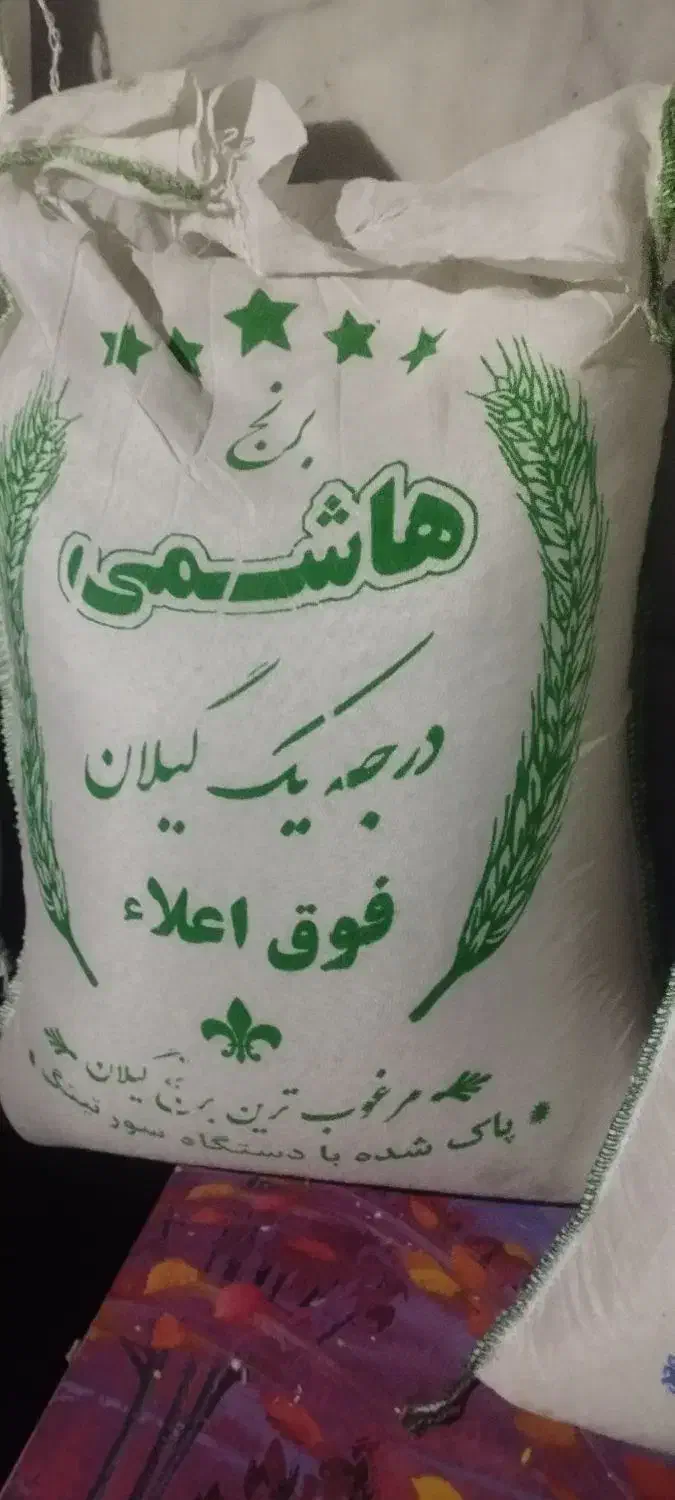 برنج
هاشمی
درجه یک گیلان
فوق اعلاء
مرغوب ترین برنج گیلان
پاک شده با دستگاه سورتینگ